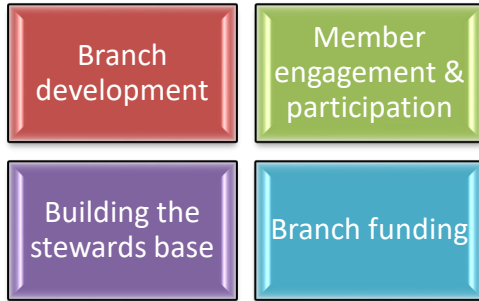 Branch
development
Member
engagement &
participation
Building the
stewards base
Branch funding